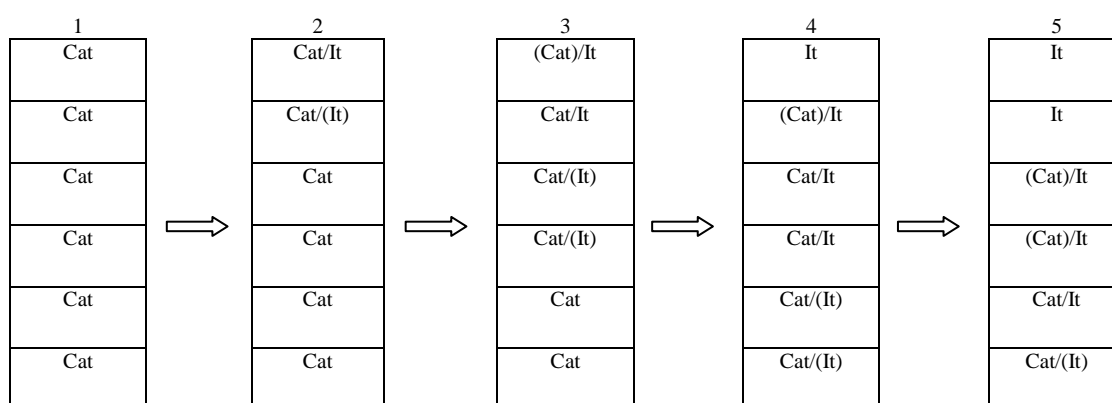 1 2 3 4 5
Cat Cat/It (Cat)/It It It
Cat Cat/(It) Cat/It (Cat)/It It
Cat Cat Cat/(It) Cat/It (Cat)/It
Cat Cat Cat/(It) Cat/It (Cat)/It
Cat Cat Cat Cat/(It) Cat/It
Cat Cat Cat Cat/(It) Cat/(It)